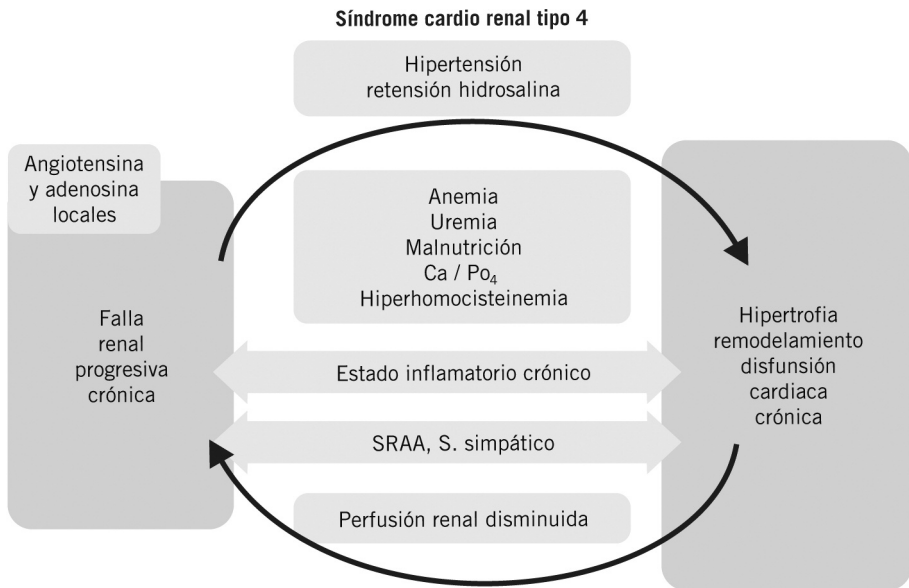 Síndrome cardio renal tipo 4
Hipertensión
retención hidrosalina
Angiotensina
y adenosina
locales
Anemia
Uremia
Malnutrición
Ca / Po₄
Hiperhomocisteinemia
Falla
renal
progresiva
crónica
Hipertrofia
remodelamiento
disfunsión
cardiaca
crónica
Estado inflamatorio crónico
SRAA, S. simpático
Perfusión renal disminuida